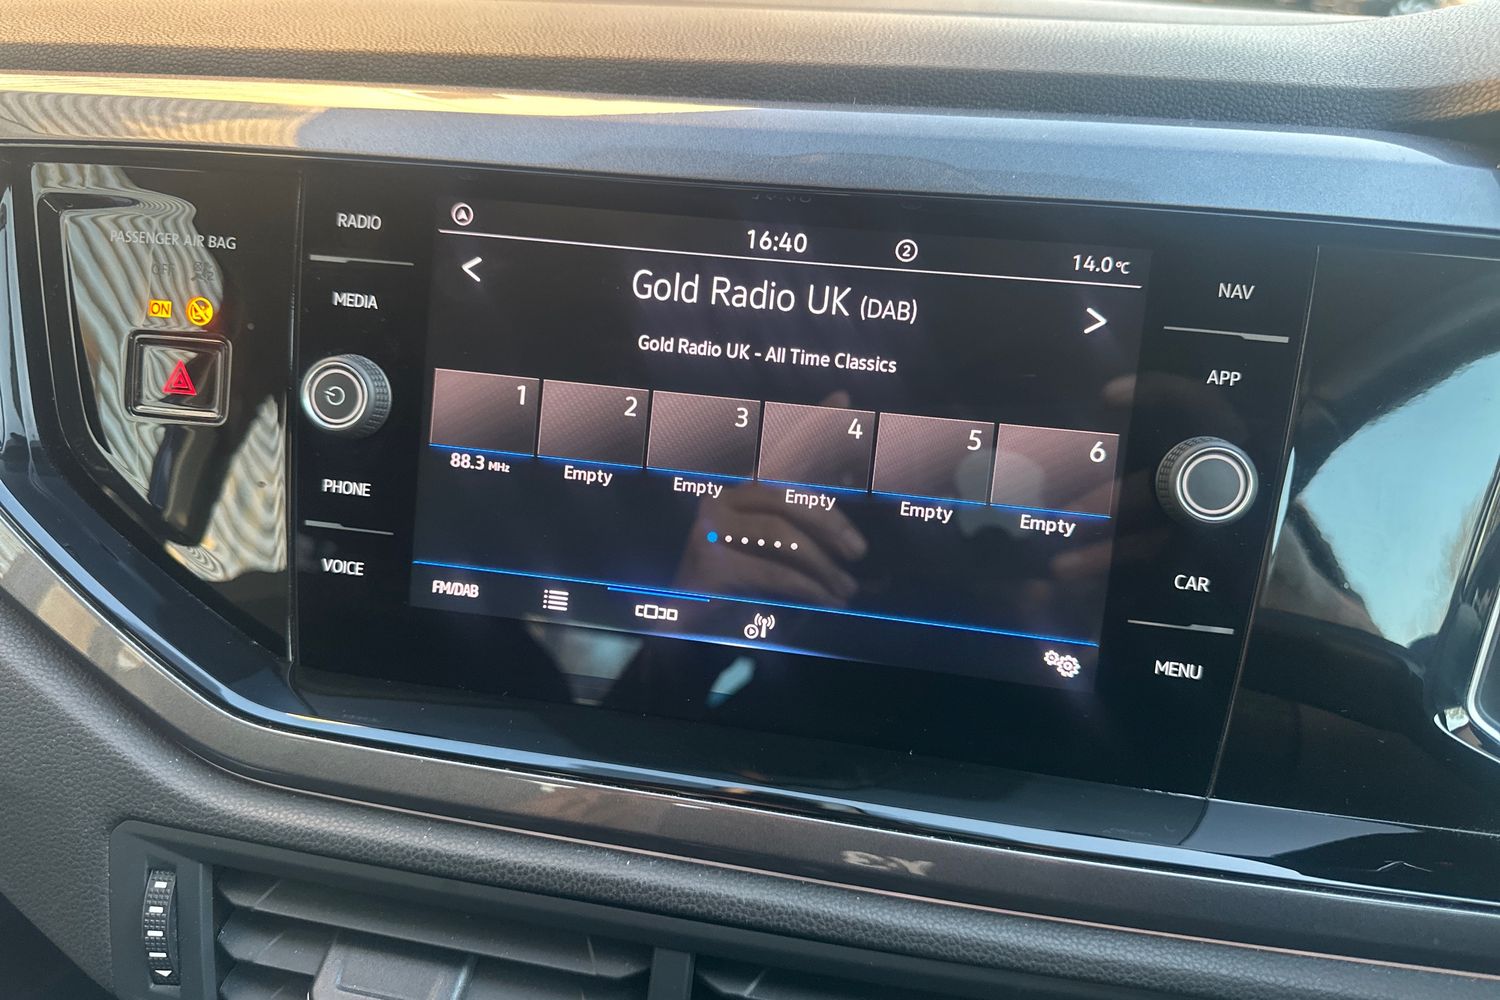 PASSENGER AIR BAG
OFF
ON
RADIO
MEDIA
PHONE
VOICE
16:40
2
14.0°C
<
Gold Radio UK (DAB)
>
Gold Radio UK - All Time Classics
1
2
3
4
5
6
88.3 MHz
Empty
Empty
Empty
Empty
Empty
FM/DAB
NAV
APP
CAR
MENU